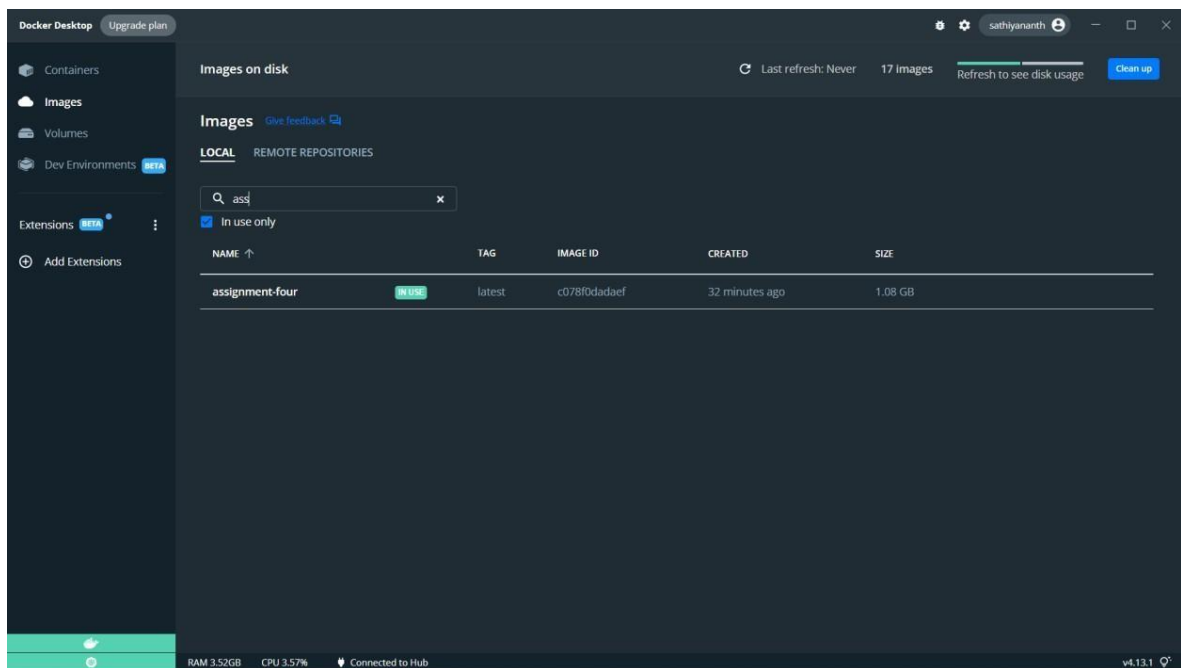 Docker Desktop Upgrade plan sathiyananth
Containers
Images
Volumes
Dev Environments BETA
Extensions BETA
Add Extensions
Images on disk Last refresh: Never 17 images Refresh to see disk usage Clean up
Images Give feedback
LOCAL REMOTE REPOSITORIES
ass
In use only
NAME TAG IMAGE ID CREATED SIZE
assignment-four IN USE latest c078f0dadaef 32 minutes ago 1.08 GB
RAM 3.52GB CPU 3.57% Connected to Hub v4.13.1